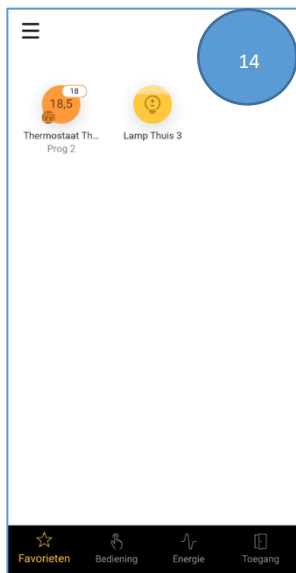 14
18
18,5
Thermostaat Th... Lamp Thuis 3
Prog 2
Favorieten Bediening Energie Toegang